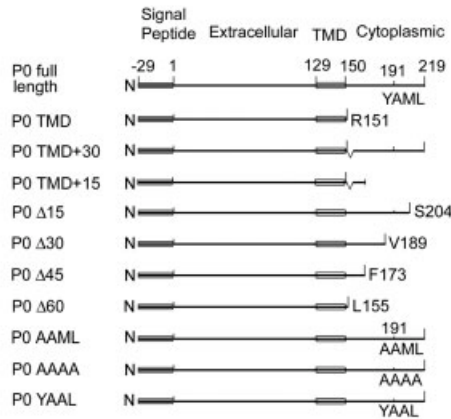 Signal Peptide Extracellular TMD Cytoplasmic
-29 1 129 150 191 219
P0 full length N YAML
P0 TMD N R151
P0 TMD+30 N
P0 TMD+15 N
P0 Δ15 N S204
P0 Δ30 N V189
P0 Δ45 N F173
P0 Δ60 N L155
191
P0 AAML N AAML
P0 AAAA N AAAA
P0 YAAL N YAAL